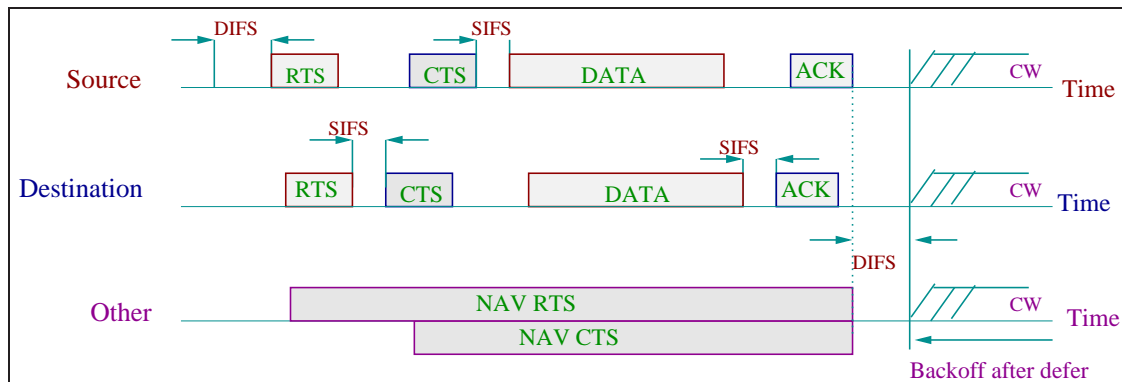 DIFS
SIFS
Source
RTS
CTS
DATA
ACK
CW
Time
SIFS
SIFS
Destination
RTS
CTS
DATA
ACK
CW
Time
DIFS
Other
NAV RTS
CW
Time
NAV CTS
Backoff after defer